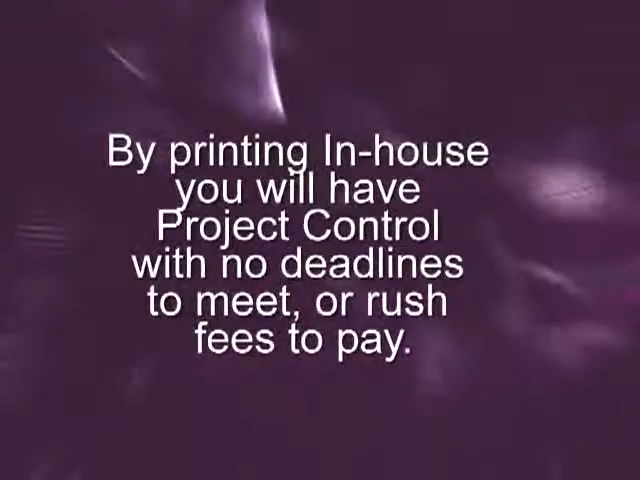 By printing In-house
you will have
Project Control
with no deadlines
to meet, or rush
fees to pay.